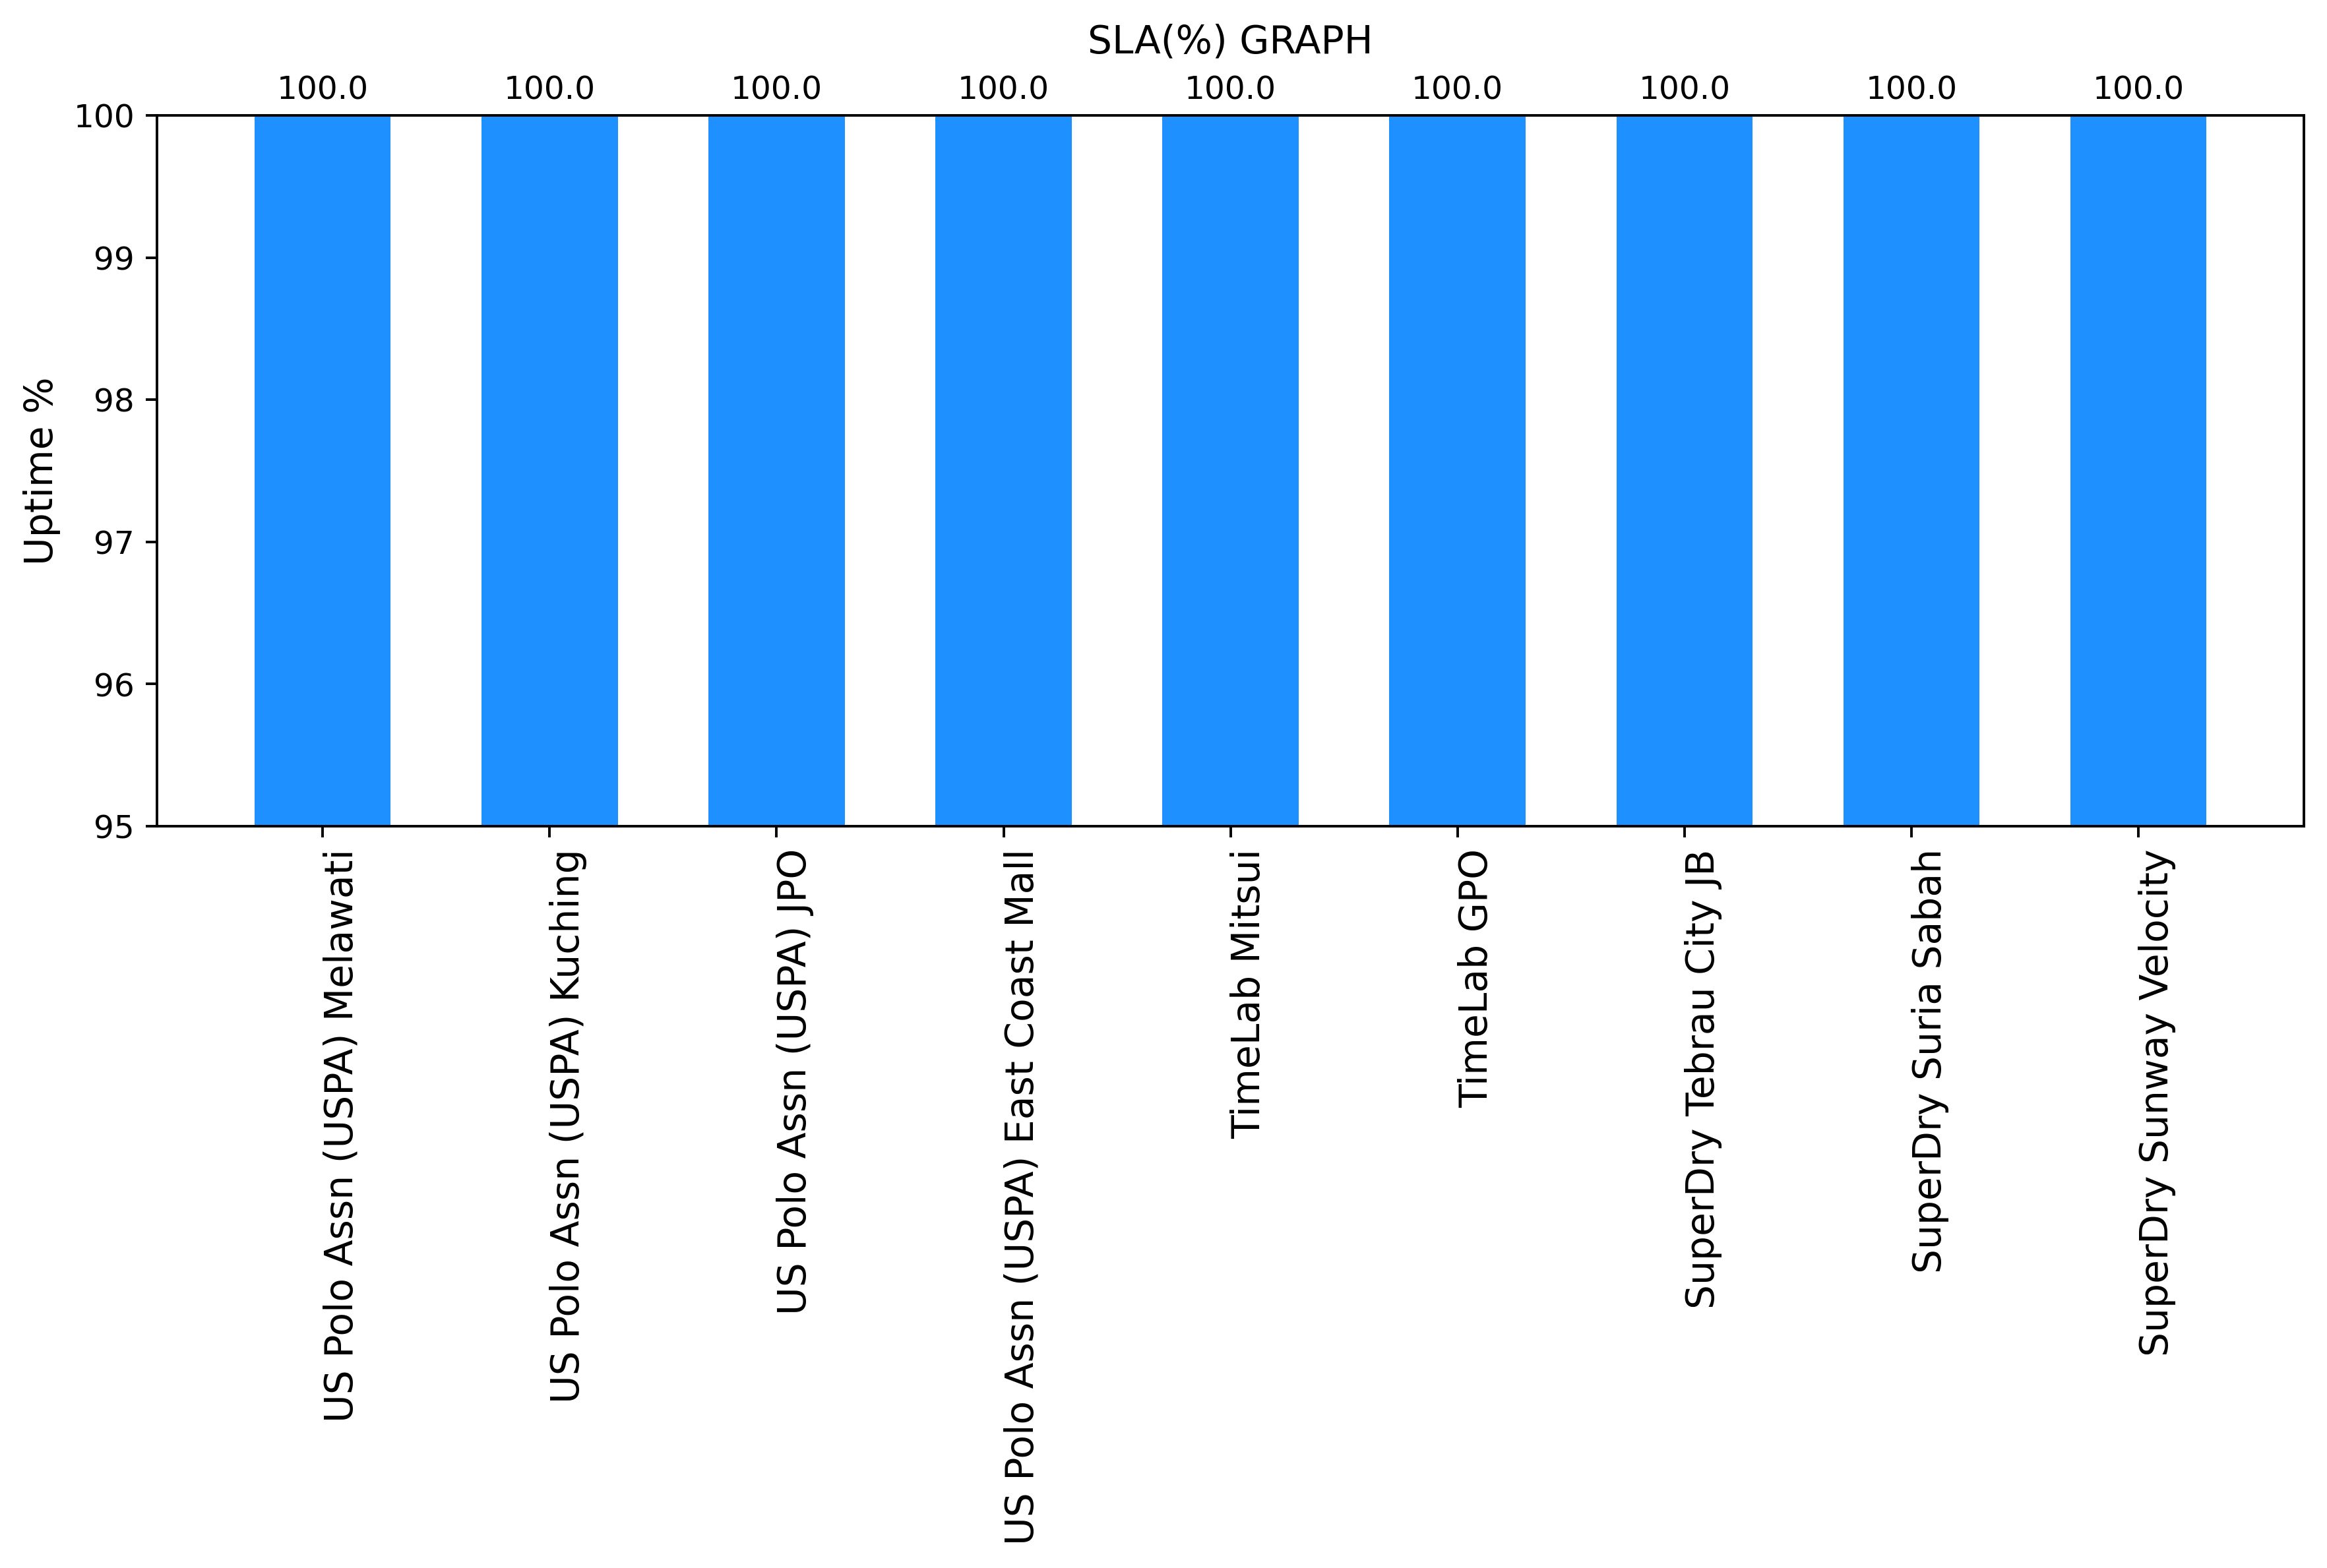 SLA(%) GRAPH
100.0 100.0 100.0 100.0 100.0 100.0 100.0 100.0 100.0
100
99
98
97
96
95
Uptime %
US Polo Assn (USPA) Melawati
US Polo Assn (USPA) Kuching
US Polo Assn (USPA) JPO
US Polo Assn (USPA) East Coast Mall
TimeLab Mitsui
TimeLab GPO
SuperDry Tebrau City JB
SuperDry Suria Sabah
SuperDry Sunway Velocity